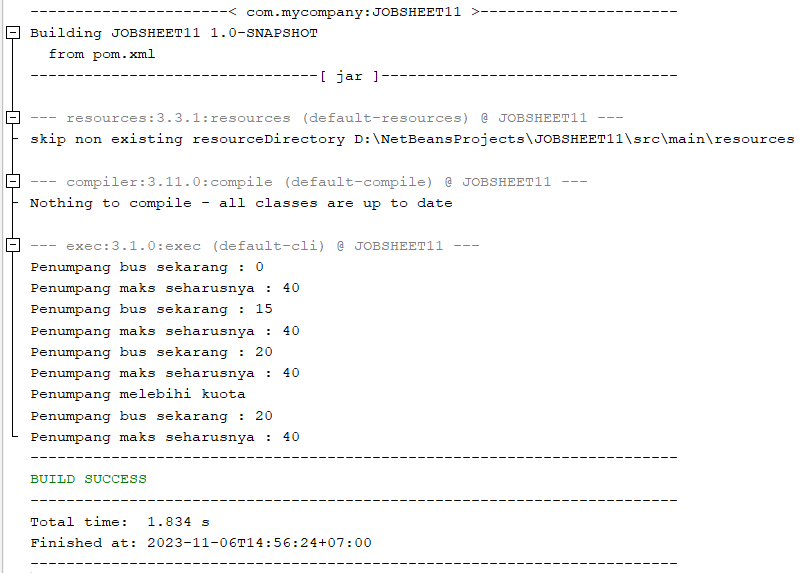 ------------------------< com.mycompany:JOBSHEET11 >------------------------
Building JOBSHEET11 1.0-SNAPSHOT
  from pom.xml
--------------------------------[ jar ]---------------------------------
--- resources:3.3.1:resources (default-resources) @ JOBSHEET11 ---
skip non existing resourceDirectory D:\NetBeansProjects\JOBSHEET11\src\main\resources
--- compiler:3.11.0:compile (default-compile) @ JOBSHEET11 ---
Nothing to compile - all classes are up to date
--- exec:3.1.0:exec (default-cli) @ JOBSHEET11 ---
Penumpang bus sekarang : 0
Penumpang maks seharusnya : 40
Penumpang bus sekarang : 15
Penumpang maks seharusnya : 40
Penumpang bus sekarang : 20
Penumpang maks seharusnya : 40
Penumpang melebihi kuota
Penumpang bus sekarang : 20
Penumpang maks seharusnya : 40
------------------------------------------------------------------------
BUILD SUCCESS
------------------------------------------------------------------------
Total time:  1.834 s
Finished at: 2023-11-06T14:56:24+07:00
------------------------------------------------------------------------